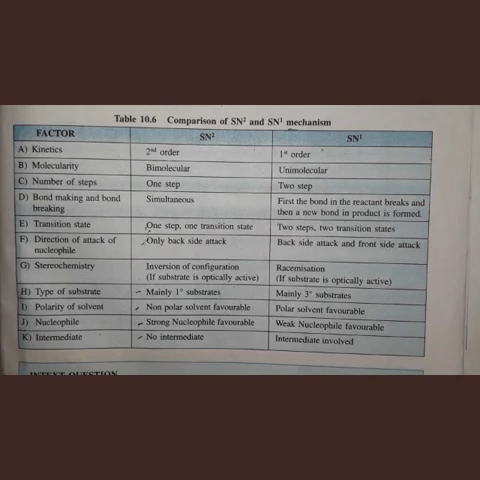 Table 10.6 Comparison of SN² and SN¹ mechanism
FACTOR SN² SN¹
A) Kinetics 2nd order 1st order
B) Molecularity Bimolecular Unimolecular
C) Number of steps One step Two step
D) Bond making and bond breaking Simultaneous First the bond in the reactant breaks and then a new bond in product is formed.
E) Transition state One step, one transition state Two steps, two transition states
F) Direction of attack of nucleophile Only back side attack Back side attack and front side attack
G) Stereochemistry Inversion of configuration (If substrate is optically active) Racemisation (If substrate is optically active)
H) Type of substrate Mainly 1° substrates Mainly 3° substrates
I) Polarity of solvent Non polar solvent favourable Polar solvent favourable
J) Nucleophile Strong Nucleophile favourable Weak Nucleophile favourable
K) Intermediate No intermediate Intermediate involved
INTEXT QUESTION